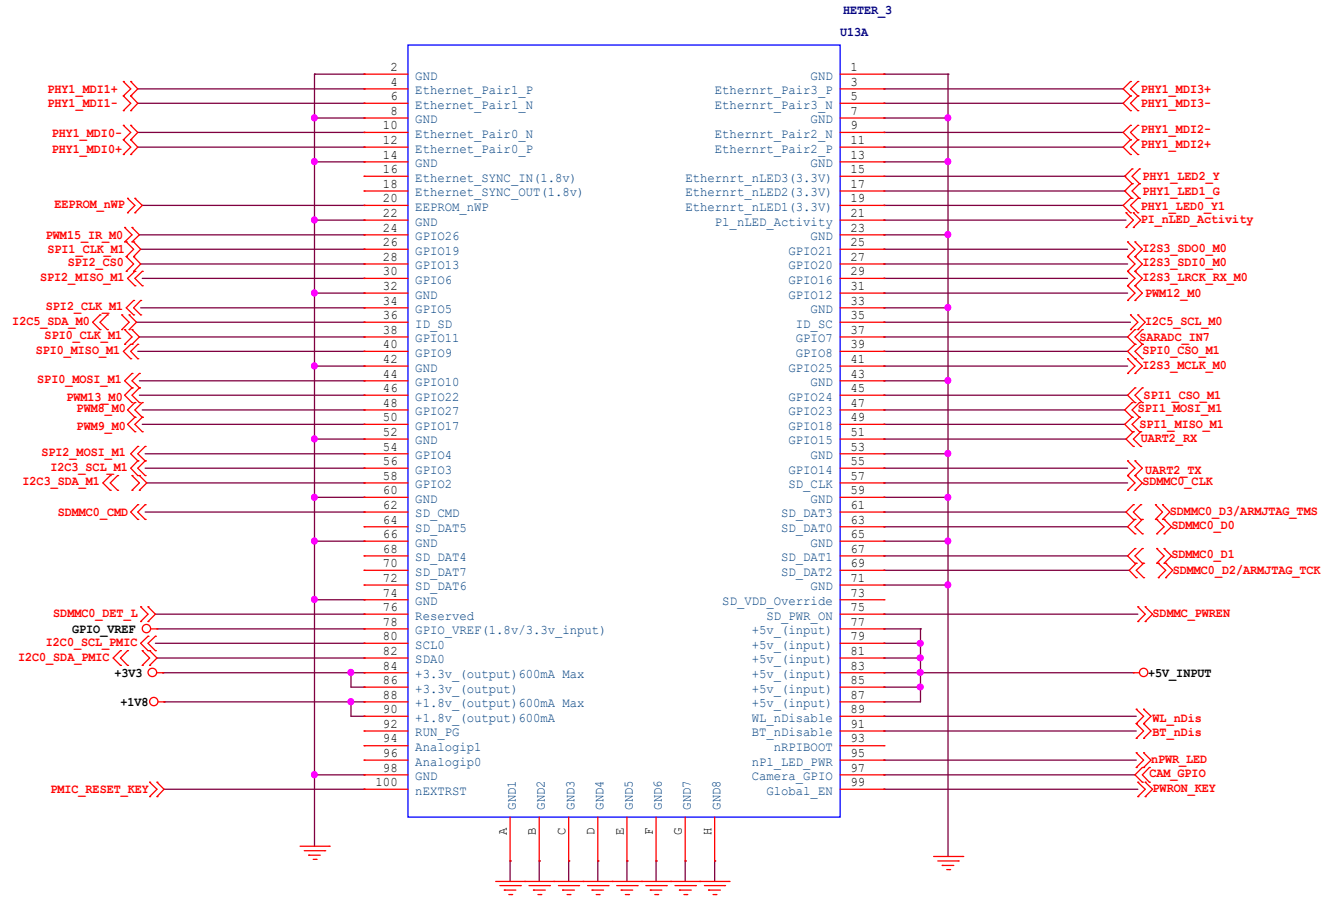 HETER_3
U13A
2 GND
PHY1_MDI1+ 4 Ethernet_Pair1_P
PHY1_MDI1- 6 Ethernet_Pair1_N
8 GND
PHY1_MDI0- 10 Ethernet_Pair0_N
PHY1_MDI0+ 12 Ethernet_Pair0_P
14 GND
16 Ethernet_SYNC_IN(1.8v)
18 Ethernet_SYNC_OUT(1.8v)
EEPROM_nWP 20 EEPROM_nWP
22 GND
PWM15_IR_M0 24 GPIO26
SPI1_CLK_M1 26 GPIO19
SPI2_CS0 28 GPIO13
SPI2_MISO_M1 30 GPIO6
32 GND
SPI2_CLK_M1 34 GPIO5
I2C5_SDA_M0 36 ID_SD
SPI0_CLK_M1 38 GPIO11
SPI0_MISO_M1 40 GPIO9
42 GND
SPI0_MOSI_M1 44 GPIO10
PWM13_M0 46 GPIO22
PWM8_M0 48 GPIO27
PWM9_M0 50 GPIO17
52 GND
SPI2_MOSI_M1 54 GPIO4
I2C3_SCL_M1 56 GPIO3
I2C3_SDA_M1 58 GPIO2
60 GND
SDMMC0_CMD 62 SD_CMD
64 SD_DAT5
66 GND
68 SD_DAT4
70 SD_DAT7
72 SD_DAT6
74 GND
SDMMC0_DET_L 76 Reserved
GPIO_VREF 78 GPIO_VREF(1.8v/3.3v_input)
I2C0_SCL_PMIC 80 SCL0
I2C0_SDA_PMIC 82 SDA0
+3V3 84 +3.3v_(output)600mA Max
86 +3.3v_(output)
+1V8 88 +1.8v_(output)600mA Max
90 +1.8v_(output)600mA
92 RUN_PG
94 Analogip1
96 Analogip0
98 GND
PMIC_RESET_KEY 100 nEXTRST
GND 1
Ethernrt_Pair3_P 3 PHY1_MDI3+
Ethernrt_Pair3_N 5 PHY1_MDI3-
GND 7
Ethernrt_Pair2_N 9 PHY1_MDI2-
Ethernrt_Pair2_P 11 PHY1_MDI2+
GND 13
Ethernrt_nLED3(3.3V) 15 PHY1_LED2_Y
Ethernrt_nLED2(3.3V) 17 PHY1_LED1_G
Ethernrt_nLED1(3.3V) 19 PHY1_LED0_Y1
Pl_nLED_Activity 21 PI_nLED_Activity
GND 23
GPIO21 25 I2S3_SDO0_M0
GPIO20 27 I2S3_SDI0_M0
GPIO16 29 I2S3_LRCK_RX_M0
GPIO12 31 PWM12_M0
GND 33
ID_SC 35 I2C5_SCL_M0
GPIO7 37 SARADC_IN7
GPIO8 39 SPI0_CSO_M1
GPIO25 41 I2S3_MCLK_M0
GND 43
GPIO24 45 SPI1_CSO_M1
GPIO23 47 SPI1_MOSI_M1
GPIO18 49 SPI1_MISO_M1
GPIO15 51 UART2_RX
GND 53
GPIO14 55 UART2_TX
SD_CLK 57 SDMMC0_CLK
GND 59
SD_DAT3 61 SDMMC0_D3/ARMJTAG_TMS
SD_DAT0 63 SDMMC0_D0
GND 65
SD_DAT1 67 SDMMC0_D1
SD_DAT2 69 SDMMC0_D2/ARMJTAG_TCK
GND 71
SD_VDD_Override 73
SD_PWR_ON 75 SDMMC_PWREN
+5v_(input) 77
+5v_(input) 79
+5v_(input) 81
+5v_(input) 83 +5V_INPUT
+5v_(input) 85
+5v_(input) 87
WL_nDisable 89 WL_nDis
BT_nDisable 91 BT_nDis
nRPIBOOT 93
nPl_LED_PWR 95 nPWR_LED
Camera_GPIO 97 CAM_GPIO
Global_EN 99 PWRON_KEY
GND1 GND2 GND3 GND4 GND5 GND6 GND7 GND8
A B C D E F G H